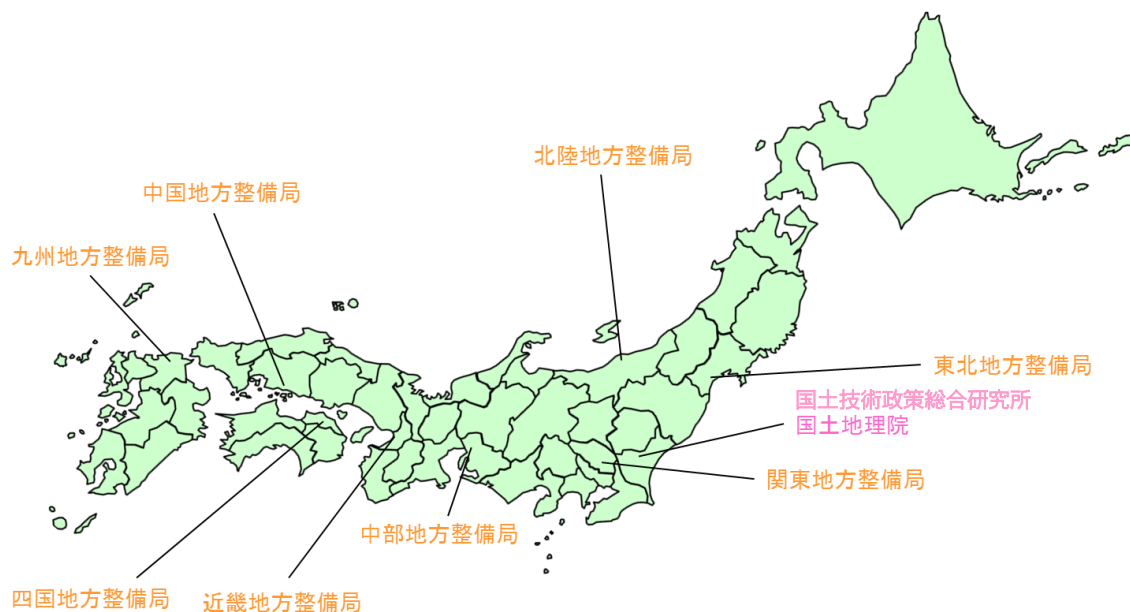 北陸地方整備局
中国地方整備局
九州地方整備局
東北地方整備局
国土技術政策総合研究所
国土地理院
関東地方整備局
中部地方整備局
四国地方整備局
近畿地方整備局